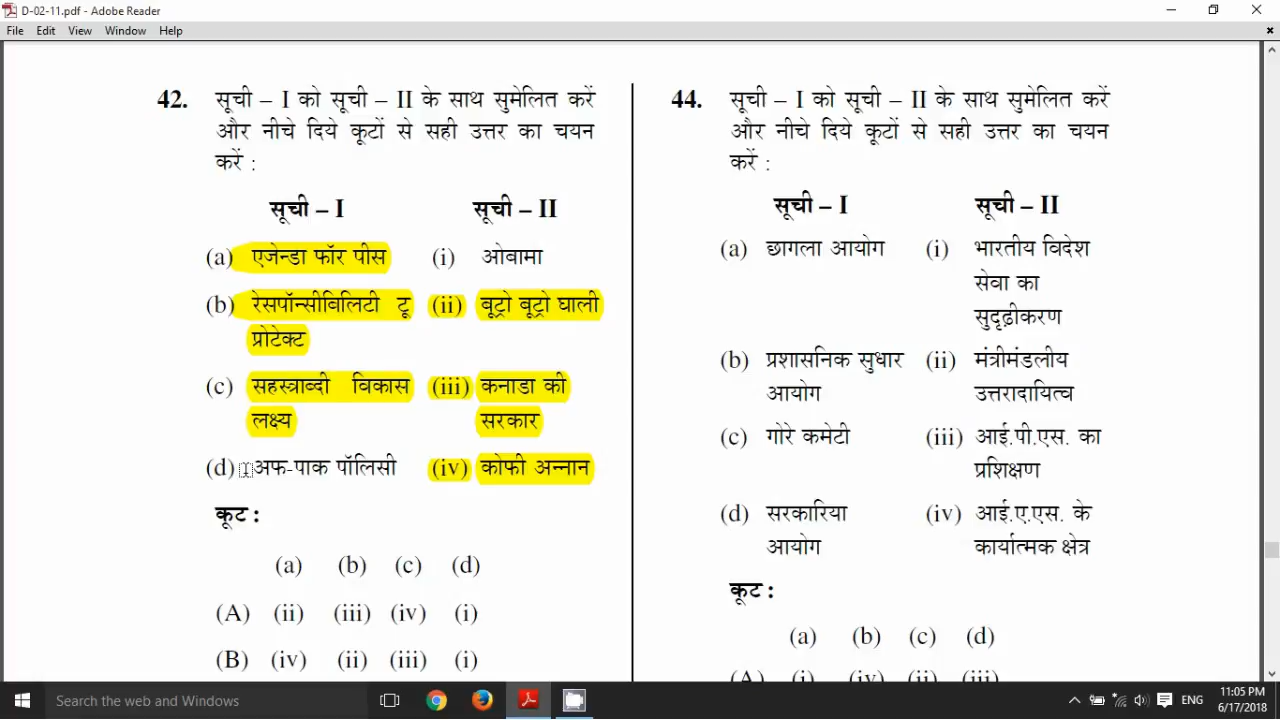 D-02-11.pdf - Adobe Reader
File Edit View Window Help
42. सूची – I को सूची – II के साथ सुमेलित करें
और नीचे दिये कूटों से सही उत्तर का चयन
करें :
सूची – I सूची – II
(a) एजेन्डा फॉर पीस (i) ओबामा
(b) रेसपॉन्सीबिलिटी टू (ii) बूट्रो बूट्रो घाली
प्रोटेक्ट
(c) सहस्त्राब्दी विकास (iii) कनाडा की
लक्ष्य सरकार
(d) अफ-पाक पॉलिसी (iv) कोफी अन्नान
कूट :
(a) (b) (c) (d)
(A) (ii) (iii) (iv) (i)
(B) (iv) (ii) (iii) (i)
44. सूची – I को सूची – II के साथ सुमेलित करें
और नीचे दिये कूटों से सही उत्तर का चयन
करें :
सूची – I सूची – II
(a) छागला आयोग (i) भारतीय विदेश
सेवा का
सुदृढ़ीकरण
(b) प्रशासनिक सुधार (ii) मंत्रीमंडलीय
आयोग उत्तरादायित्च
(c) गोरे कमेटी (iii) आई.पी.एस. का
प्रशिक्षण
(d) सरकारिया (iv) आई.ए.एस. के
आयोग कार्यात्मक क्षेत्र
कूट :
(a) (b) (c) (d)
(A) (i) (iv) (ii) (iii)
Search the web and Windows
ENG
11:05 PM
6/17/2018